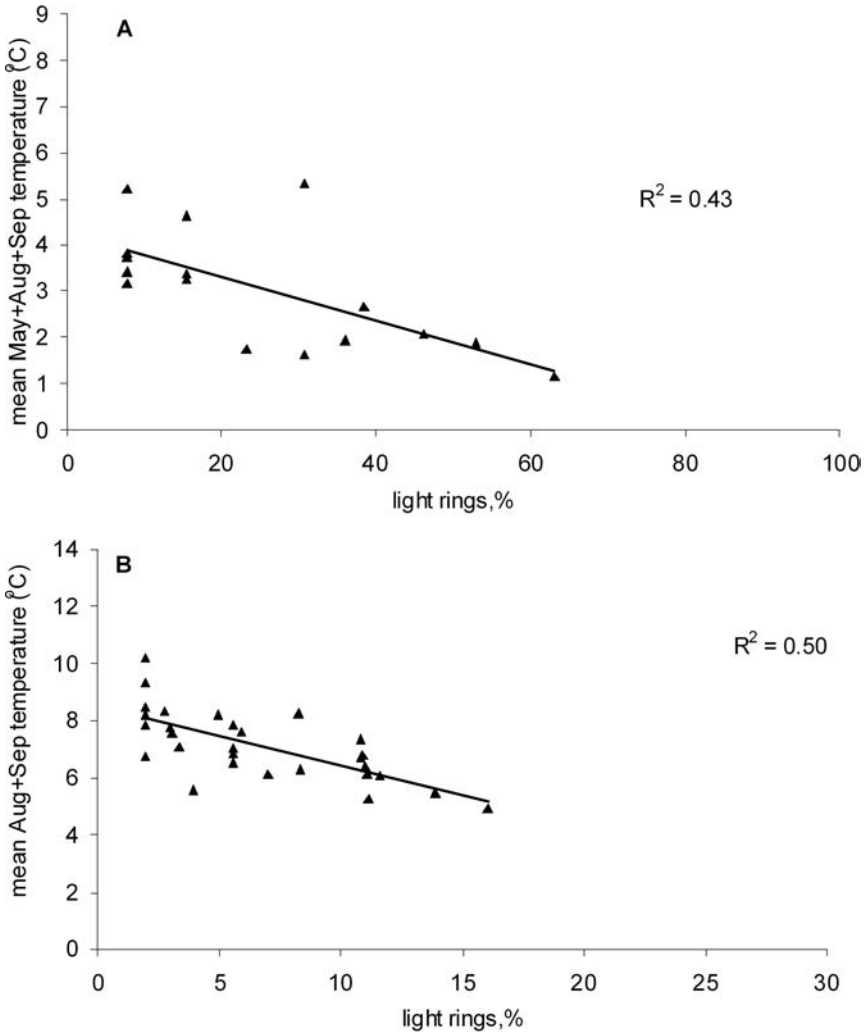 A
mean May+Aug+Sep temperature (°C)
9
8
7
6
5
4
3
2
1
0
R² = 0.43
0 20 40 60 80 100
light rings,%
B
mean Aug+Sep temperature (°C)
14
12
10
8
6
4
2
0
R² = 0.50
0 5 10 15 20 25 30
light rings,%